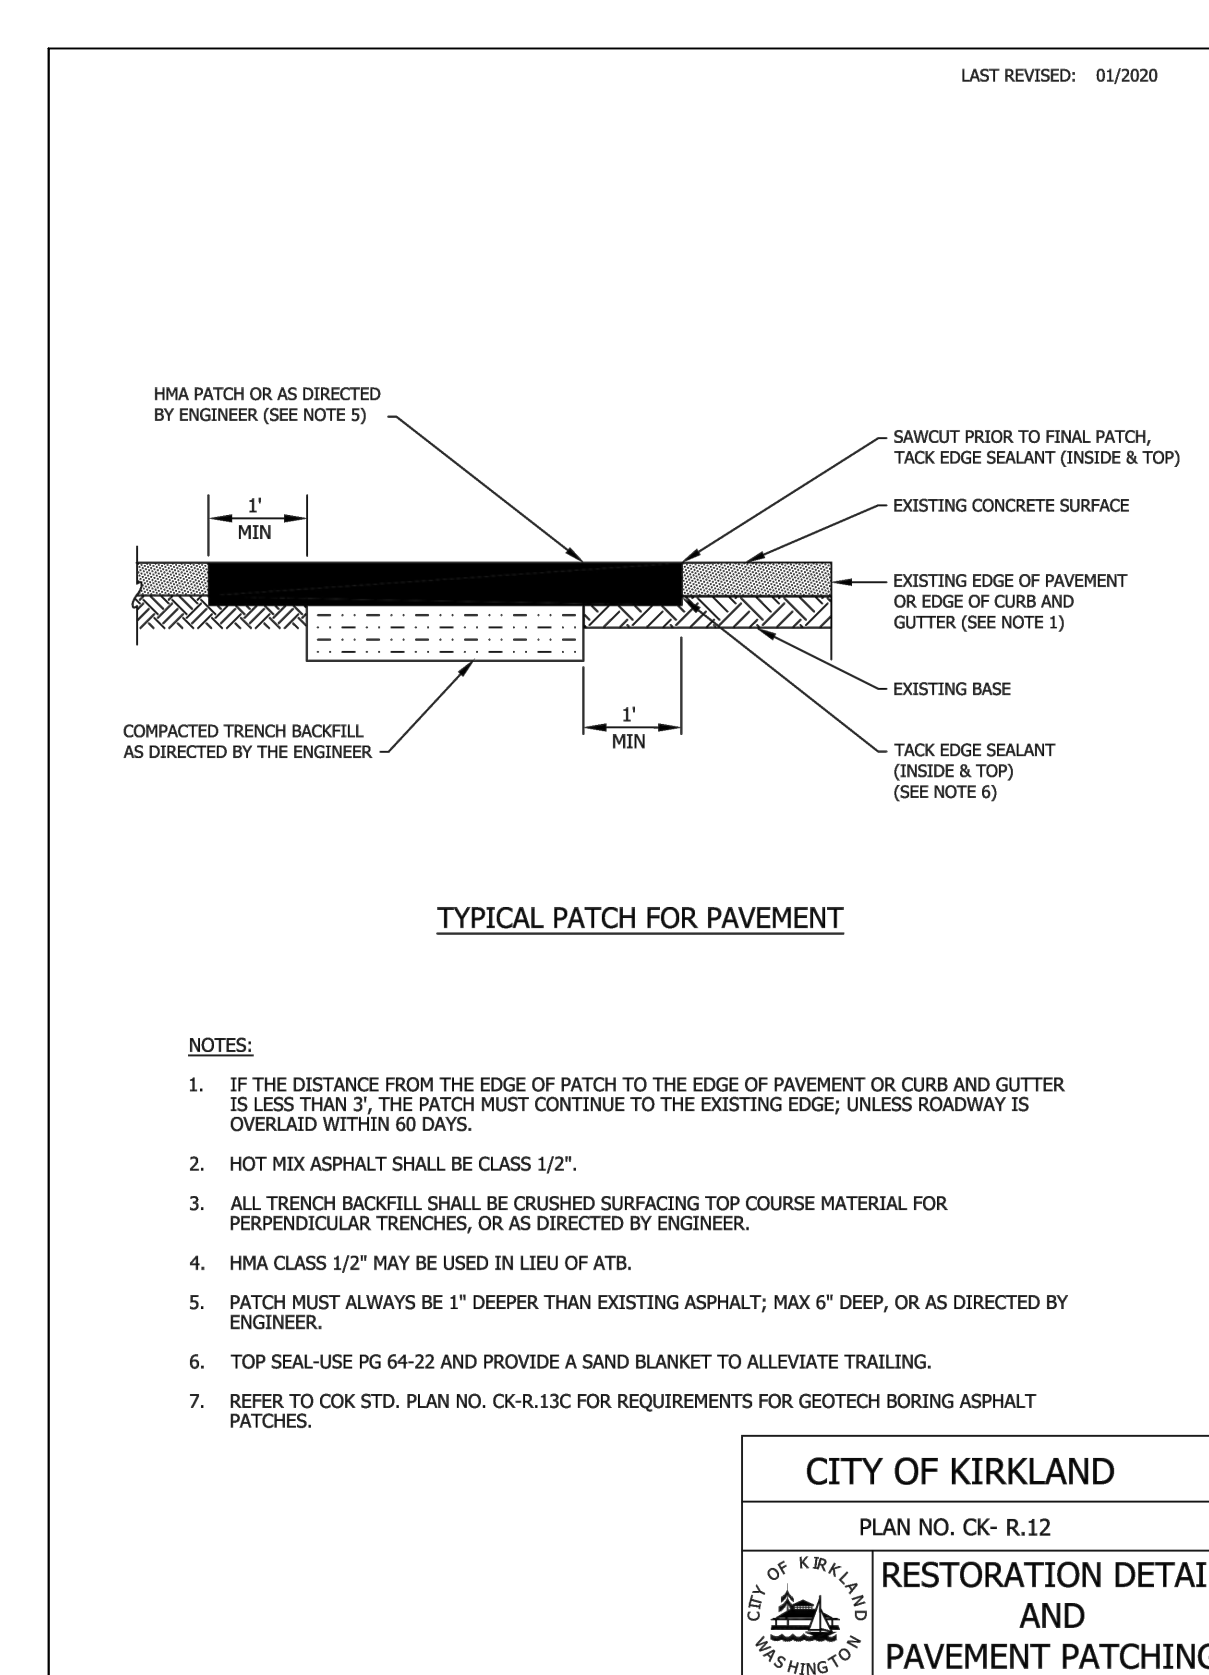 LAST REVISED: 01/2020
HMA PATCH OR AS DIRECTED
BY ENGINEER (SEE NOTE 5)
SAWCUT PRIOR TO FINAL PATCH,
TACK EDGE SEALANT (INSIDE & TOP)
1'
MIN
EXISTING CONCRETE SURFACE
EXISTING EDGE OF PAVEMENT
OR EDGE OF CURB AND
GUTTER (SEE NOTE 1)
EXISTING BASE
1'
MIN
COMPACTED TRENCH BACKFILL
AS DIRECTED BY THE ENGINEER
TACK EDGE SEALANT
(INSIDE & TOP)
(SEE NOTE 6)
TYPICAL PATCH FOR PAVEMENT
NOTES:
1. IF THE DISTANCE FROM THE EDGE OF PATCH TO THE EDGE OF PAVEMENT OR CURB AND GUTTER
IS LESS THAN 3', THE PATCH MUST CONTINUE TO THE EXISTING EDGE; UNLESS ROADWAY IS
OVERLAID WITHIN 60 DAYS.
2. HOT MIX ASPHALT SHALL BE CLASS 1/2".
3. ALL TRENCH BACKFILL SHALL BE CRUSHED SURFACING TOP COURSE MATERIAL FOR
PERPENDICULAR TRENCHES, OR AS DIRECTED BY ENGINEER.
4. HMA CLASS 1/2" MAY BE USED IN LIEU OF ATB.
5. PATCH MUST ALWAYS BE 1" DEEPER THAN EXISTING ASPHALT; MAX 6" DEEP, OR AS DIRECTED BY
ENGINEER.
6. TOP SEAL-USE PG 64-22 AND PROVIDE A SAND BLANKET TO ALLEVIATE TRAILING.
7. REFER TO COK STD. PLAN NO. CK-R.13C FOR REQUIREMENTS FOR GEOTECH BORING ASPHALT
PATCHES.
CITY OF KIRKLAND
PLAN NO. CK- R.12
CITY OF KIRKLAND
WASHINGTON
RESTORATION DETAI
AND
PAVEMENT PATCHING